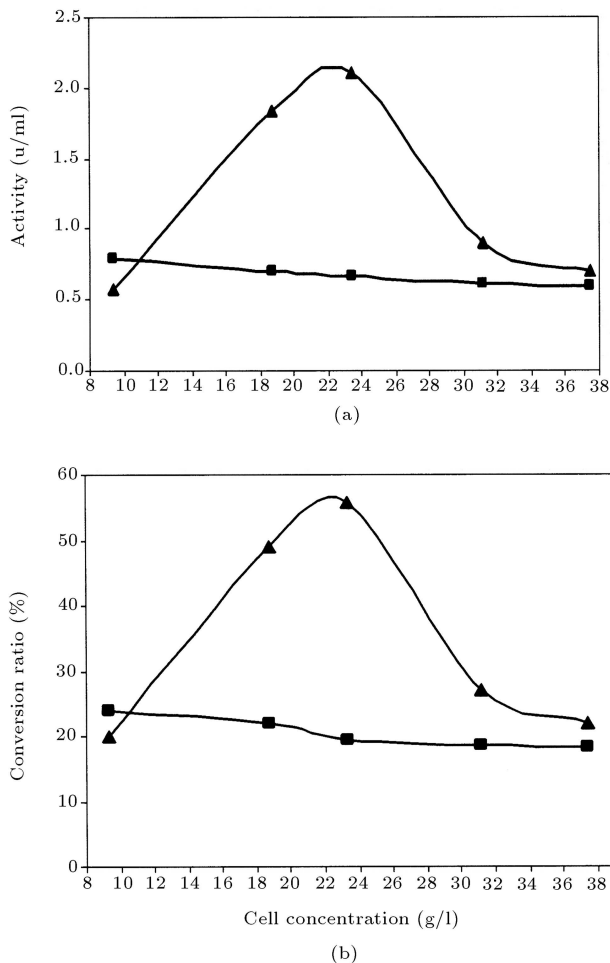 2.5
2.0
1.5
1.0
0.5
0.0
Activity (u/ml)
8 10 12 14 16 18 20 22 24 26 28 30 32 34 36 38
(a)
60
50
40
30
20
10
0
Conversion ratio (%)
8 10 12 14 16 18 20 22 24 26 28 30 32 34 36 38
Cell concentration (g/l)
(b)